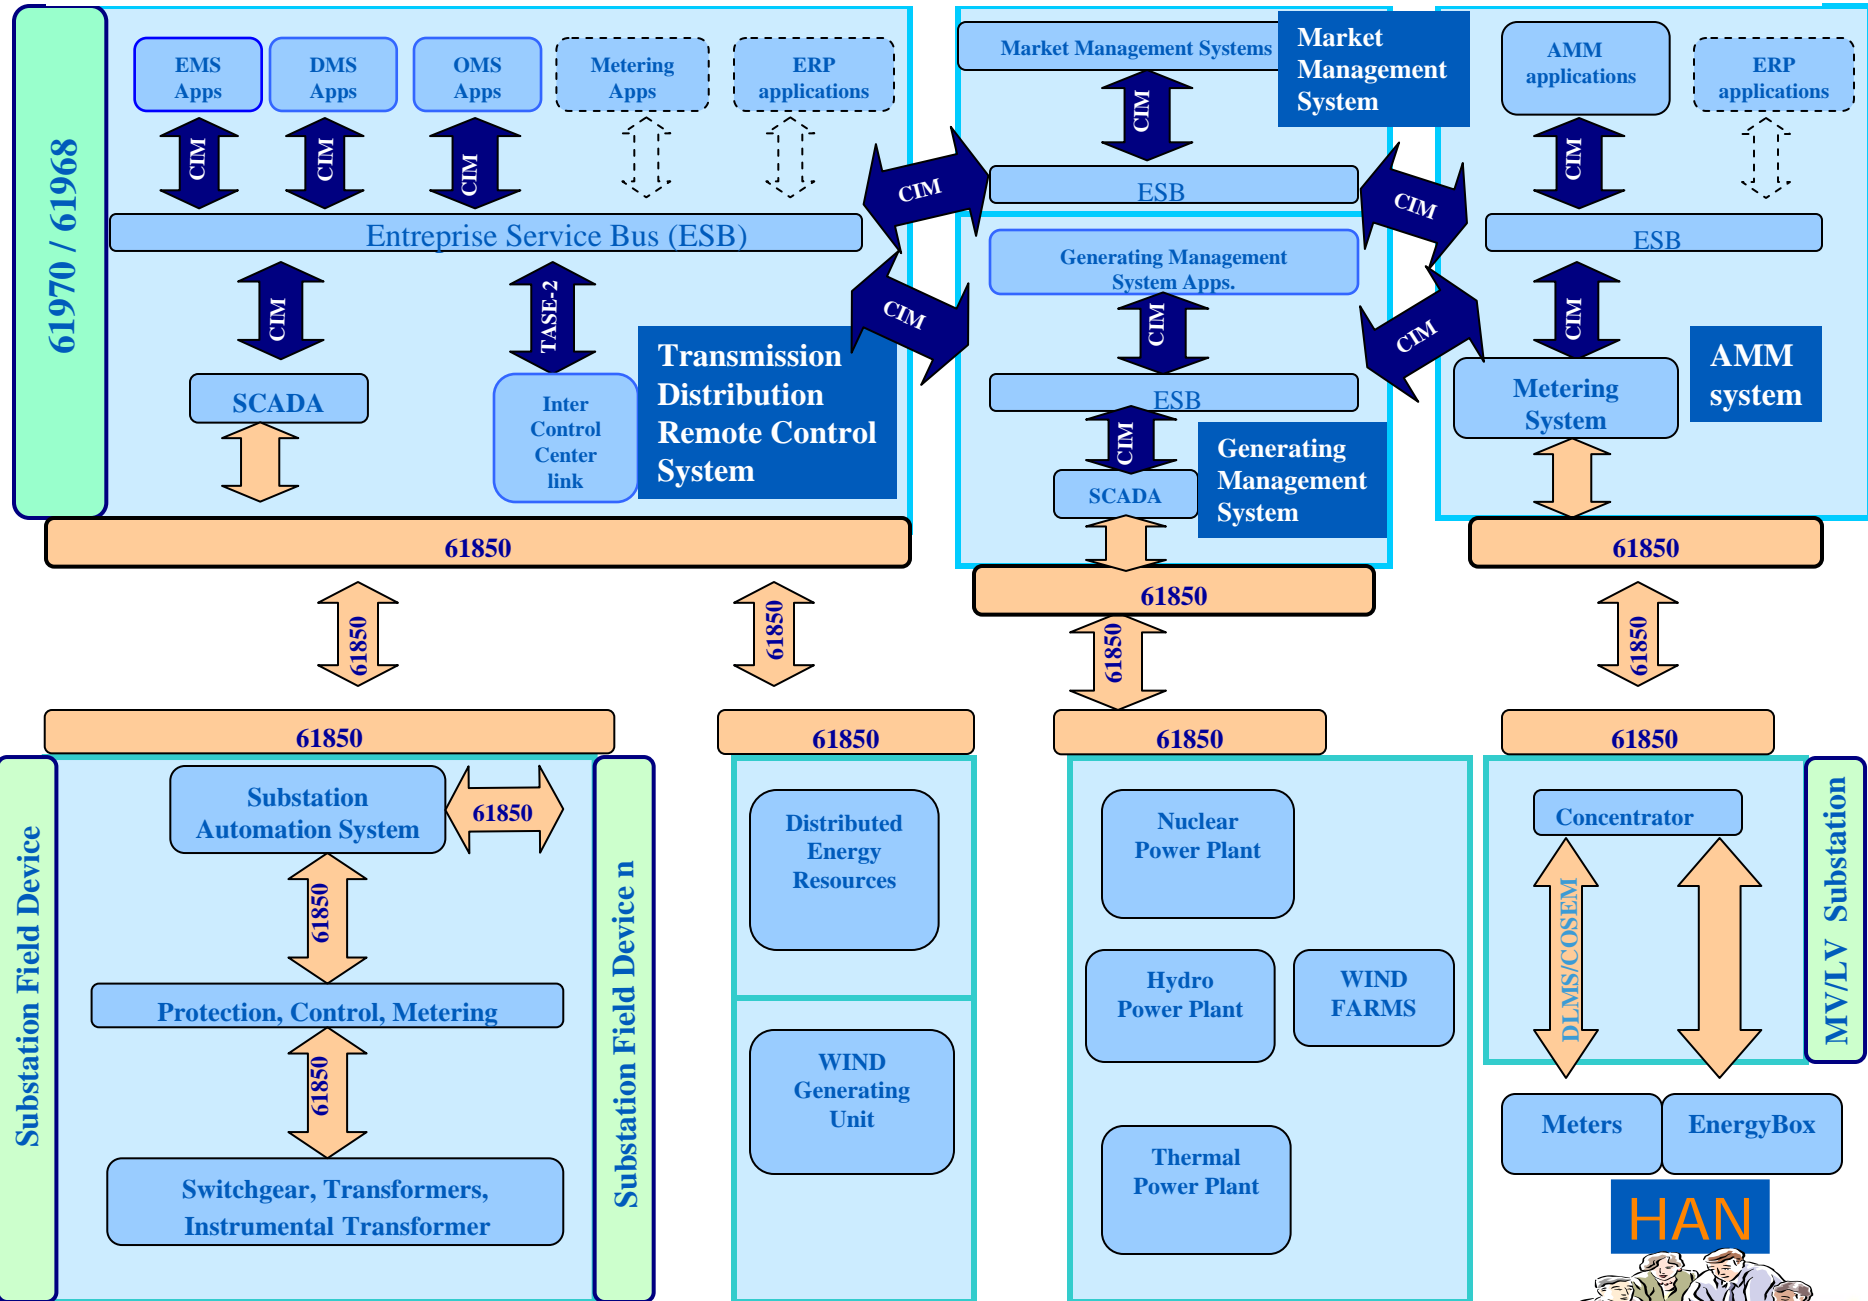 61970 / 61968
EMS
Apps
DMS
Apps
OMS
Apps
Metering
Apps
ERP
applications
CIM
CIM
CIM
Entreprise Service Bus (ESB)
CIM
TASE-2
SCADA
Inter
Control
Center
link
Transmission
Distribution
Remote Control
System
61850
CIM
CIM
Market Management Systems
Market
Management
System
CIM
ESB
Generating Management
System Apps.
CIM
ESB
CIM
SCADA
Generating
Management
System
61850
CIM
CIM
AMM
applications
ERP
applications
CIM
ESB
CIM
Metering
System
AMM
system
61850
61850
61850
61850
61850
61850
61850
61850
61850
Substation Field Device
Substation
Automation System
61850
61850
Protection, Control, Metering
61850
Switchgear, Transformers,
Instrumental Transformer
Substation Field Device n
Distributed
Energy
Resources
WIND
Generating
Unit
Nuclear
Power Plant
Hydro
Power Plant
WIND
FARMS
Thermal
Power Plant
Concentrator
DLMS/COSEM
MV/LV Substation
Meters
EnergyBox
HAN